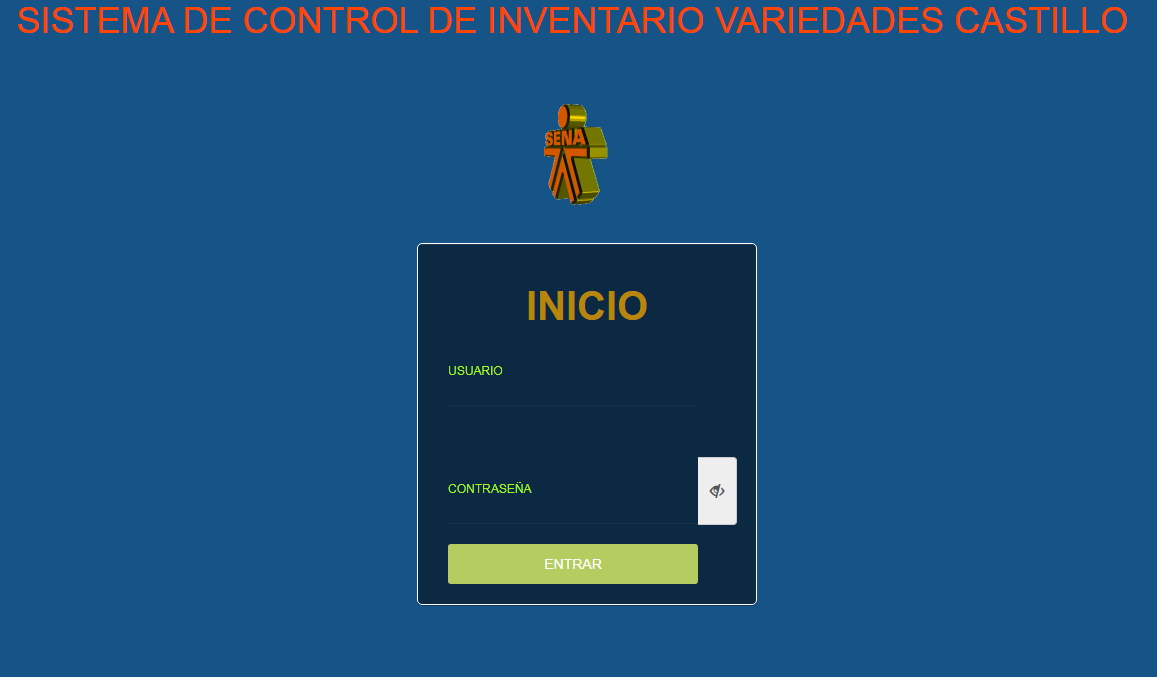 SISTEMA DE CONTROL DE INVENTARIO VARIEDADES CASTILLO
SENA
INICIO
USUARIO
CONTRASEÑA
ENTRAR